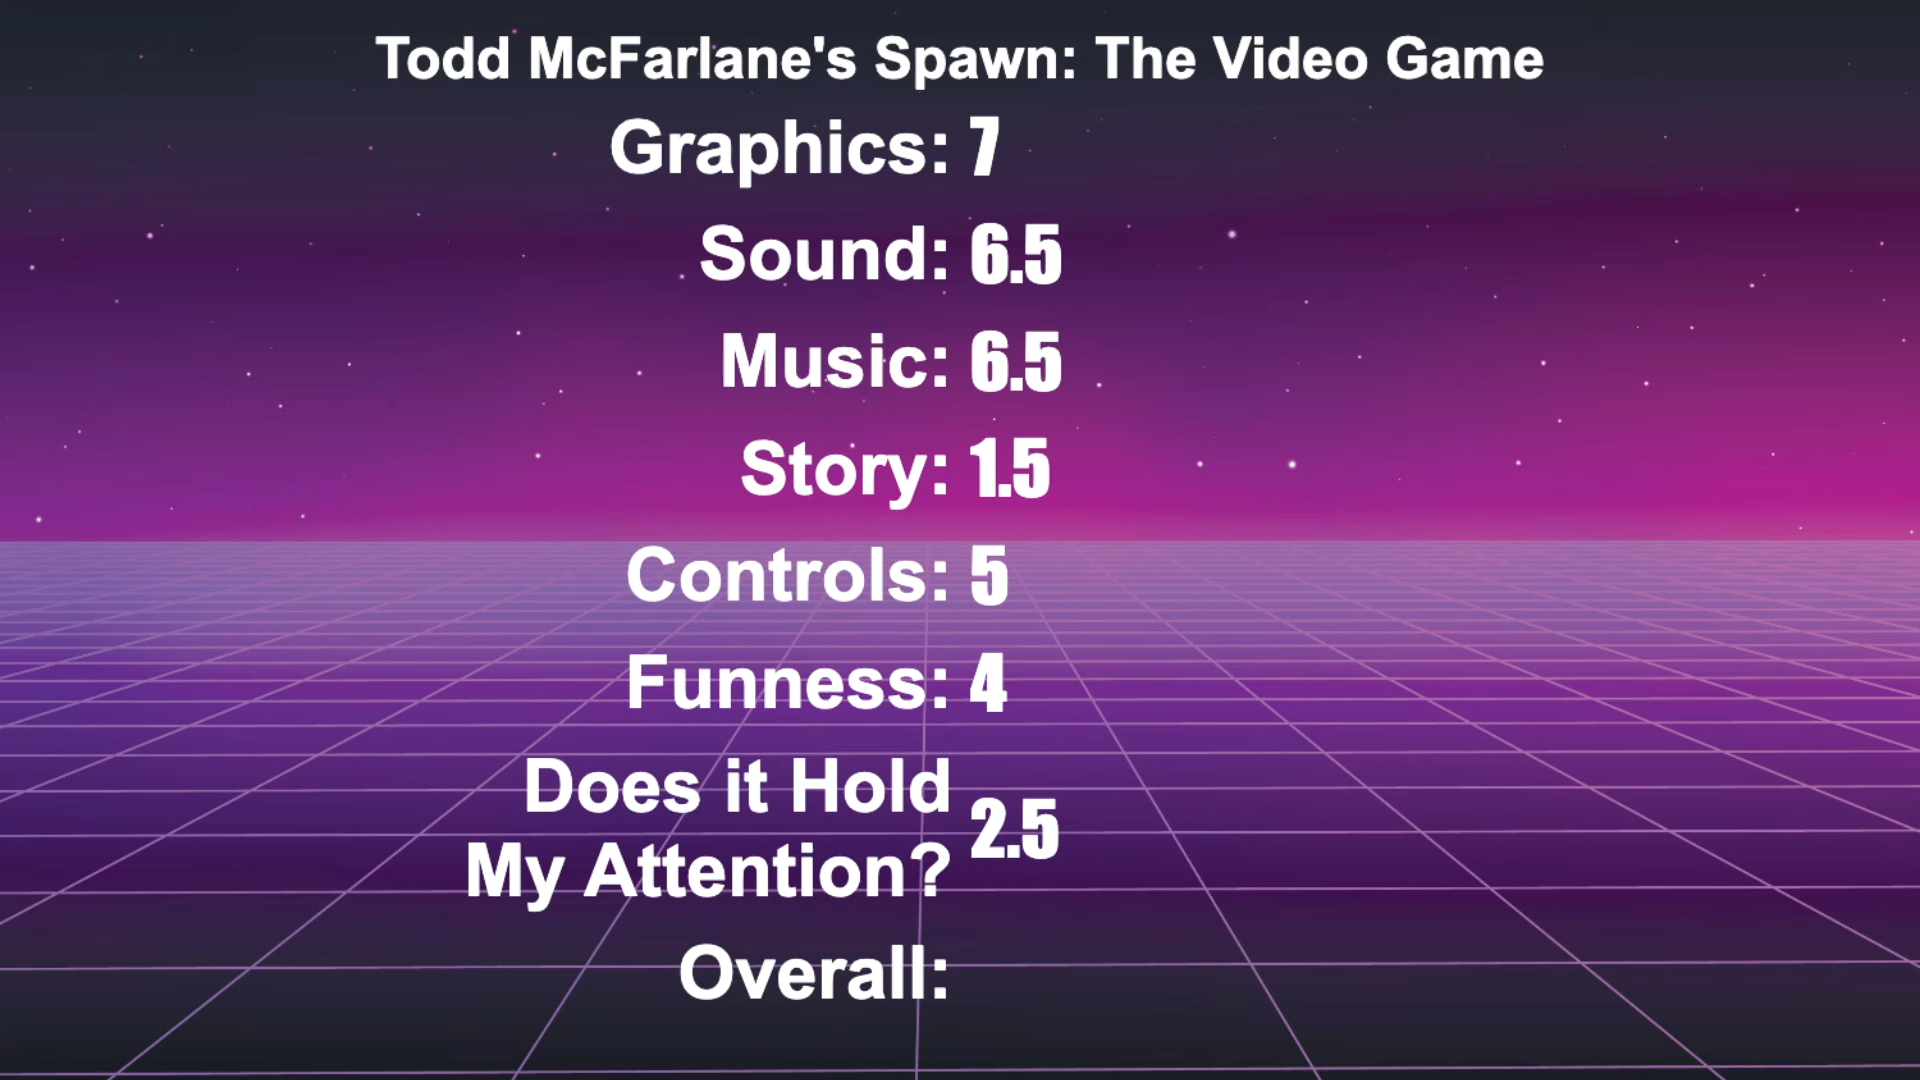 Todd McFarlane's Spawn: The Video Game
Graphics: 7
Sound: 6.5
Music: 6.5
Story: 1.5
Controls: 5
Funness: 4
Does it Hold
My Attention? 2.5
Overall: